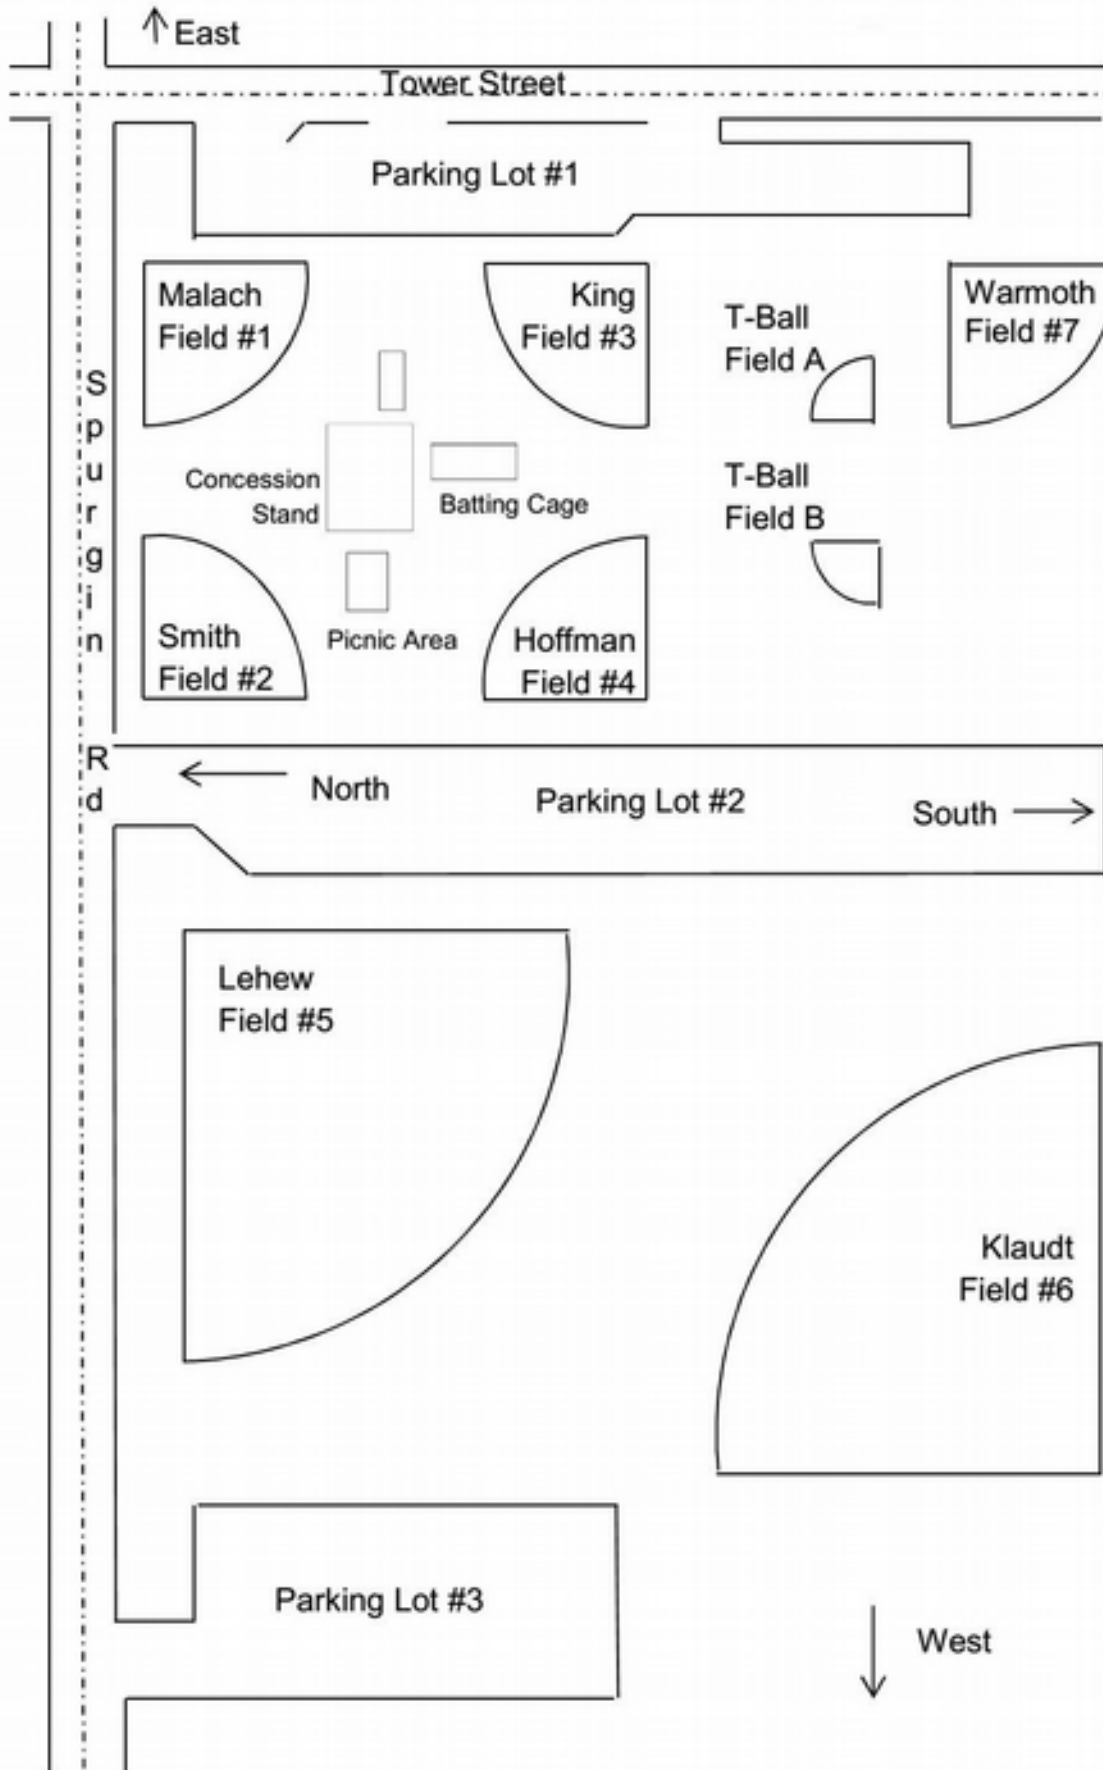 East
Tower Street
Parking Lot #1
Malach
Field #1
King
Field #3
T-Ball
Field A
Warmoth
Field #7
Spurgin Rd
Concession
Stand
Batting Cage
T-Ball
Field B
Smith
Field #2
Picnic Area
Hoffman
Field #4
North
Parking Lot #2
South
Lehew
Field #5
Klaudt
Field #6
Parking Lot #3
West